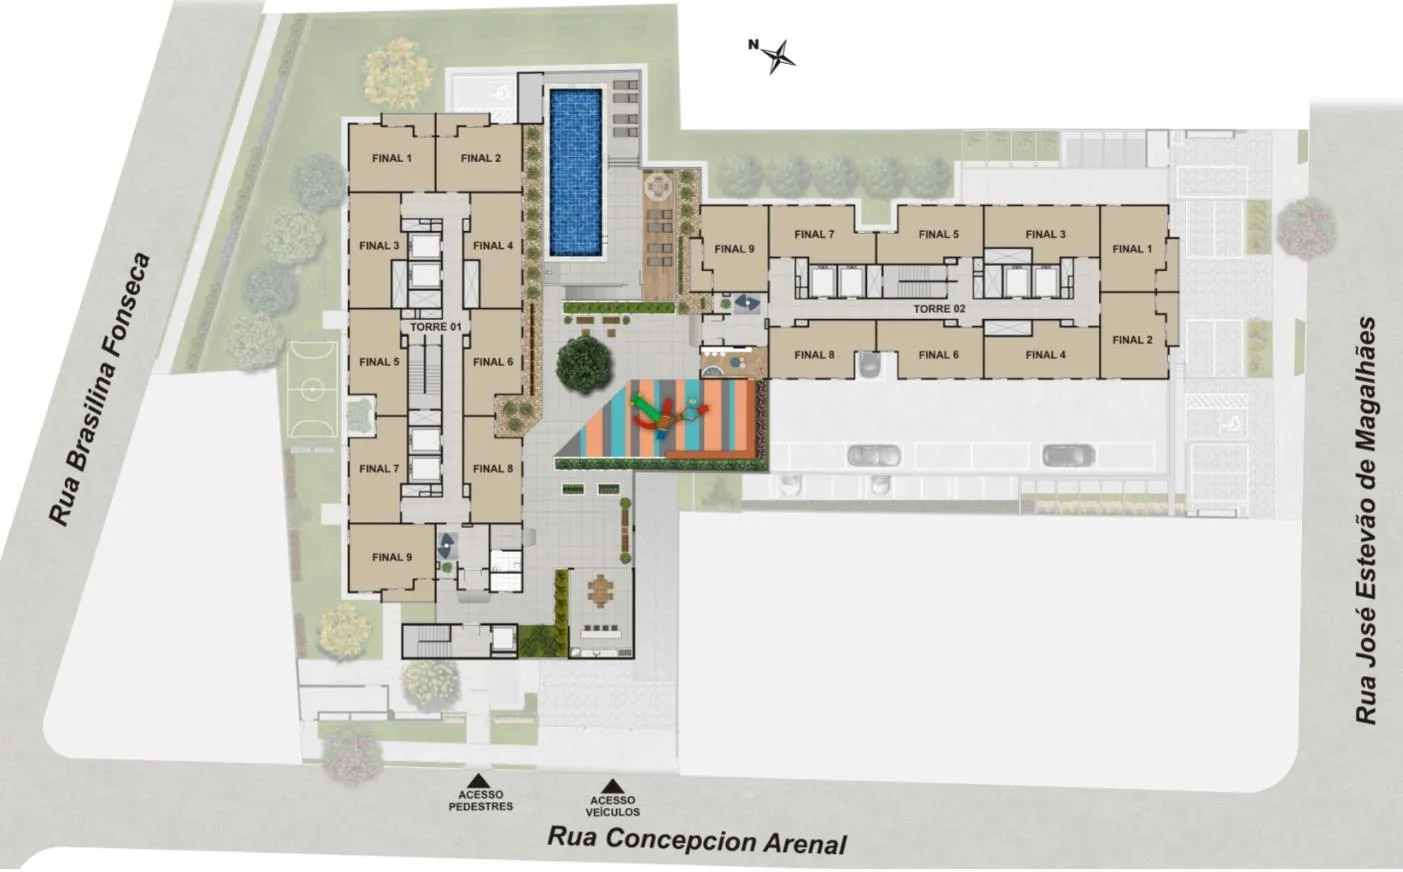 N
FINAL 1
FINAL 2
FINAL 3
FINAL 4
TORRE 01
FINAL 5
FINAL 6
FINAL 7
FINAL 8
FINAL 9
FINAL 9
FINAL 7
FINAL 5
FINAL 3
FINAL 1
TORRE 02
FINAL 8
FINAL 6
FINAL 4
FINAL 2
Rua Brasilina Fonseca
Rua José Estevão de Magalhães
ACESSO
PEDESTRES
ACESSO
VEÍCULOS
Rua Concepcion Arenal